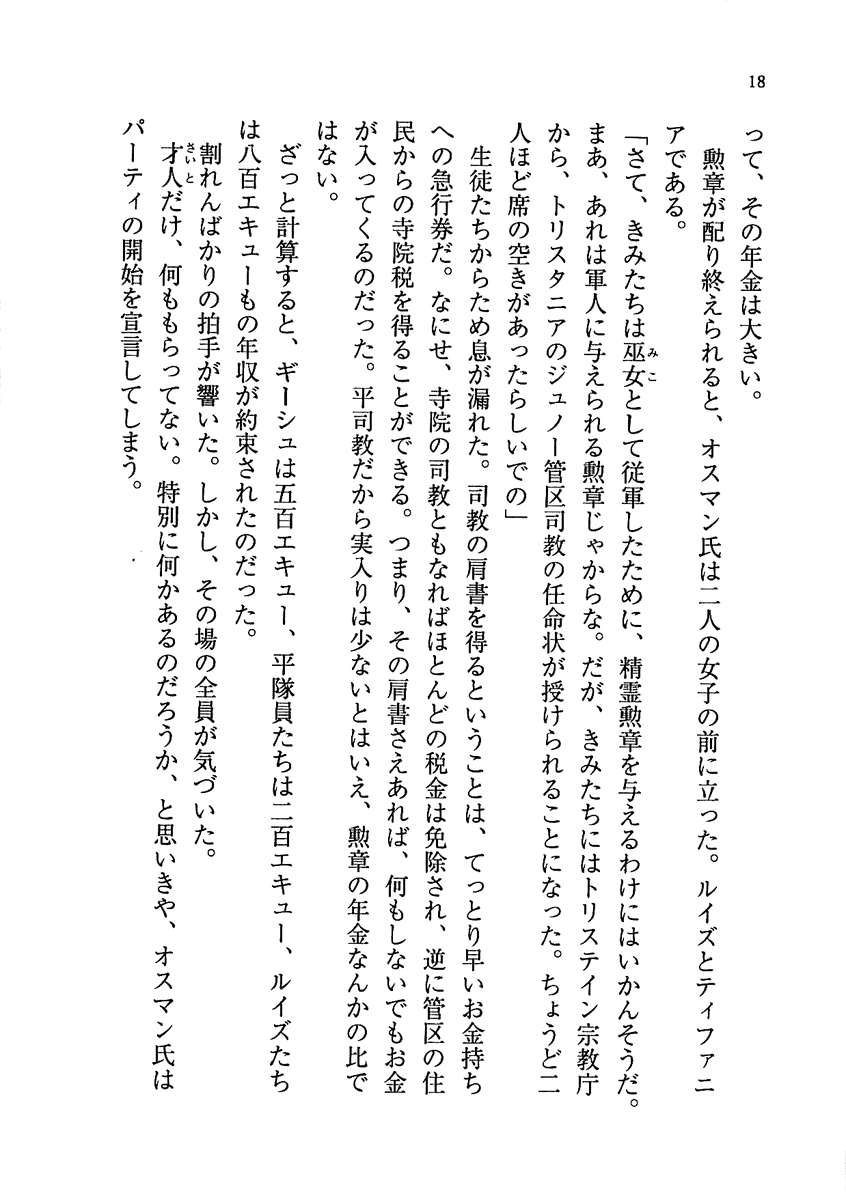 18
って、その年金は大きい。
　勲章が配り終えられると、オスマン氏は二人の女子の前に立った。ルイズとティファニ
アである。
「さて、きみたちは巫女として従軍したために、精霊勲章を与えるわけにはいかんそうだ。
みこ
まあ、あれは軍人に与えられる勲章じゃからな。だが、きみたちにはトリステイン宗教庁
から、トリスタニアのジュノー管区司教の任命状が授けられることになった。ちょうど二
人ほど席の空きがあったらしいでの」
　生徒たちからため息が漏れた。司教の肩書を得るということは、てっとり早いお金持ち
への急行券だ。なにせ、寺院の司教ともなればほとんどの税金は免除され、逆に管区の住
民からの寺院税を得ることができる。つまり、その肩書さえあれば、何もしないでもお金
が入ってくるのだった。平司教だから実入りは少ないとはいえ、勲章の年金なんかの比で
はない。
　ざっと計算すると、ギーシュは五百エキュー、平隊員たちは二百エキュー、ルイズたち
は八百エキューもの年収が約束されたのだった。
　割れんばかりの拍手が響いた。しかし、その場の全員が気づいた。
　才人だけ、何ももらってない。特別に何かあるのだろうか、と思いきや、オスマン氏は
さいと
パーティの開始を宣言してしまう。